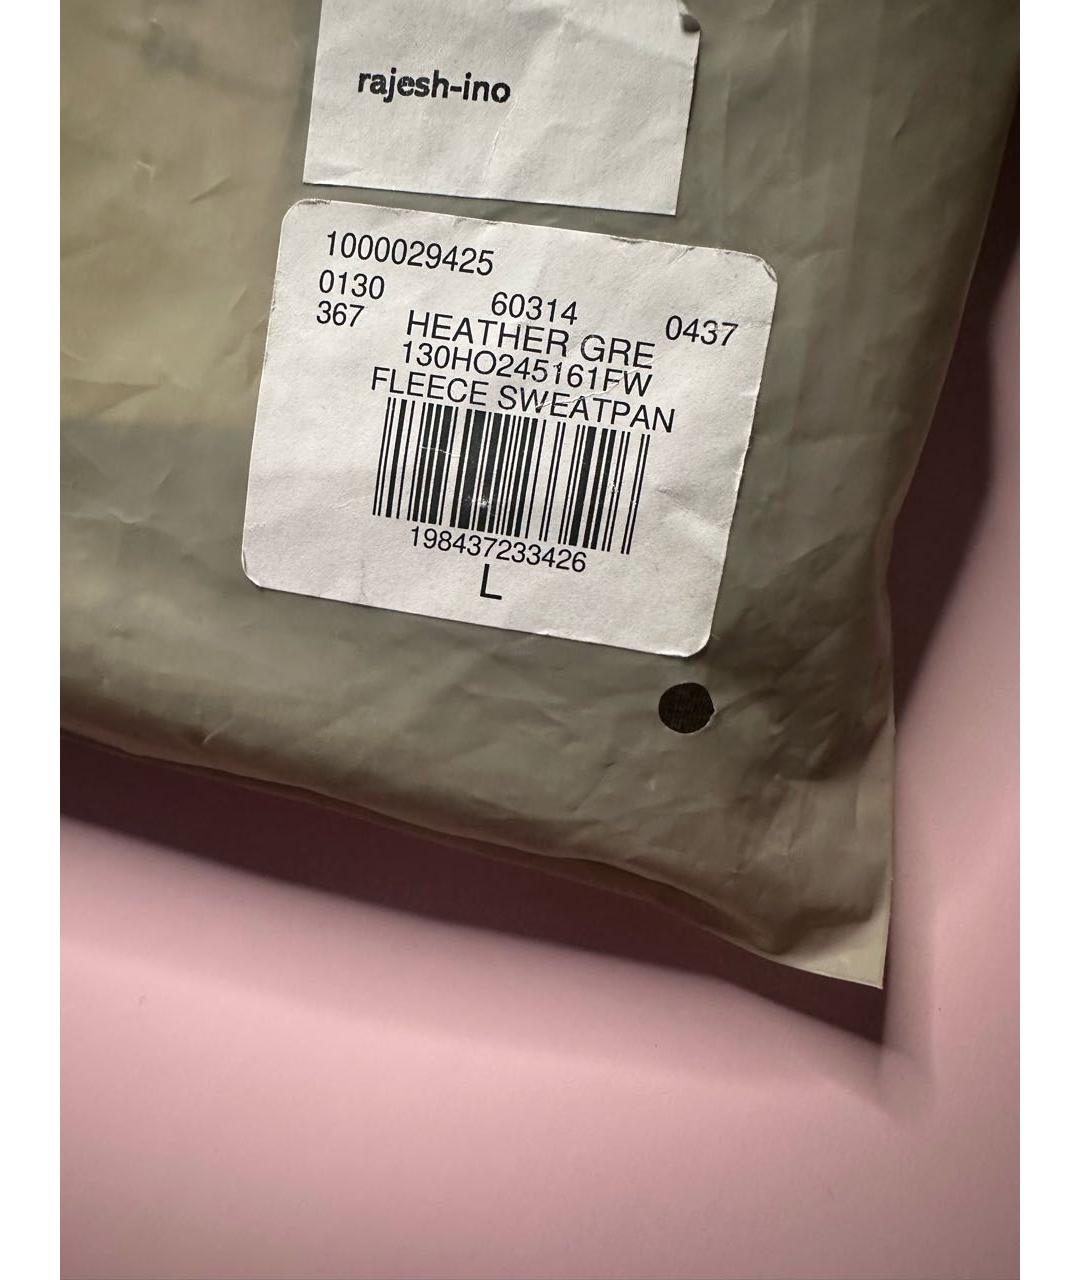 rajesh-ino
1000029425
0130 60314 0437
367 HEATHER GRE
130HO245161FW
FLEECE SWEATPAN
198437233426
L